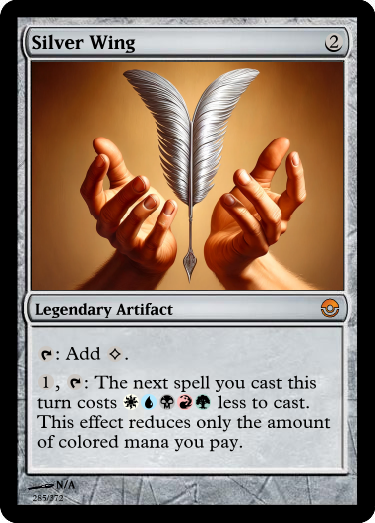 Silver Wing 2
Legendary Artifact
: Add .
1, : The next spell you cast this
turn costs less to cast.
This effect reduces only the amount
of colored mana you pay.
N/A
285/372